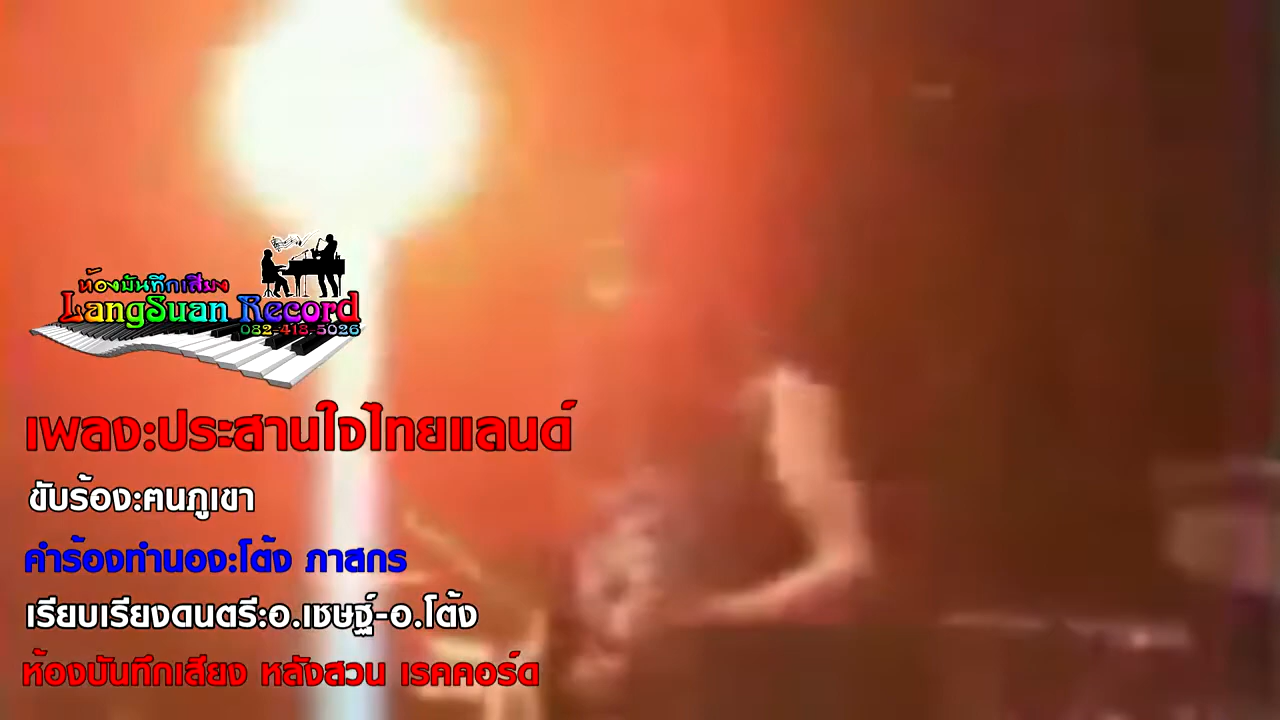 ห้องบันทึกเสียง
LangSuan Record
082-418-5026
เพลง:ประสานใจไทยแลนด์
ขับร้อง:ฅนภูเขา
คำร้องทำนอง:โต้ง ภาสกร
เรียบเรียงดนตรี:อ.เชษฐ์-อ.โต้ง
ห้องบันทึกเสียง หลังสวน เรคคอร์ด